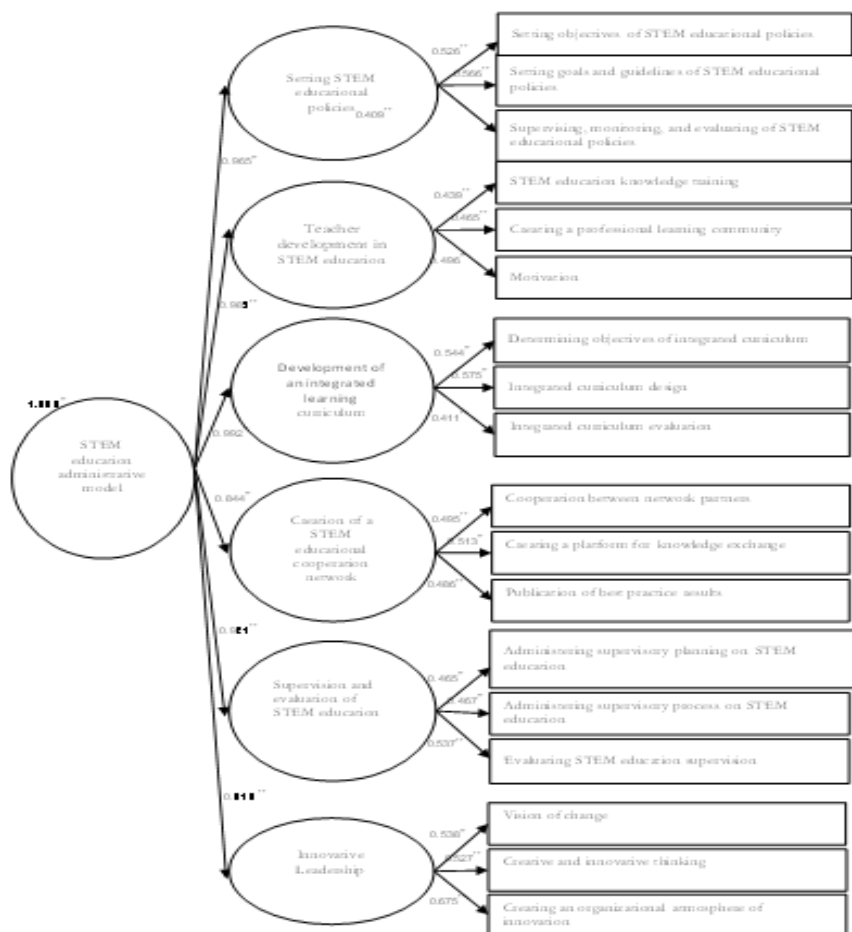 0.526**
Setting objectives of STEM educational policies
Setting STEM
educational
policies
0.566**
Setting goals and guidelines of STEM educational
policies
0.409**
Supervising, monitoring, and evaluating of STEM
educational policies
0.965**
0.439**
STEM education knowledge training
Teacher
development in
STEM education
0.465**
Creating a professional learning community
0.496**
Motivation
0.544**
Determining objectives of integrated curriculum
Development of
an integrated
learning
curriculum
0.575**
Integrated curriculum design
0.411**
Integrated curriculum evaluation
0.992
STEM
education
administrative
model
0.844*
0.495**
Cooperation between network partners
Creation of a
STEM
educational
cooperation
network
0.513*
Creating a platform for knowledge exchange
0.486**
Publication of best practice results
0.465*
Administering supervisory planning on STEM
education
Supervision and
evaluation of
STEM education
0.467**
Administering supervisory process on STEM
education
0.537**
Evaluating STEM education supervision
0.538*
Vision of change
Innovative
Leadership
0.527**
Creative and innovative thinking
0.675*
Creating an organizational atmosphere of
innovation